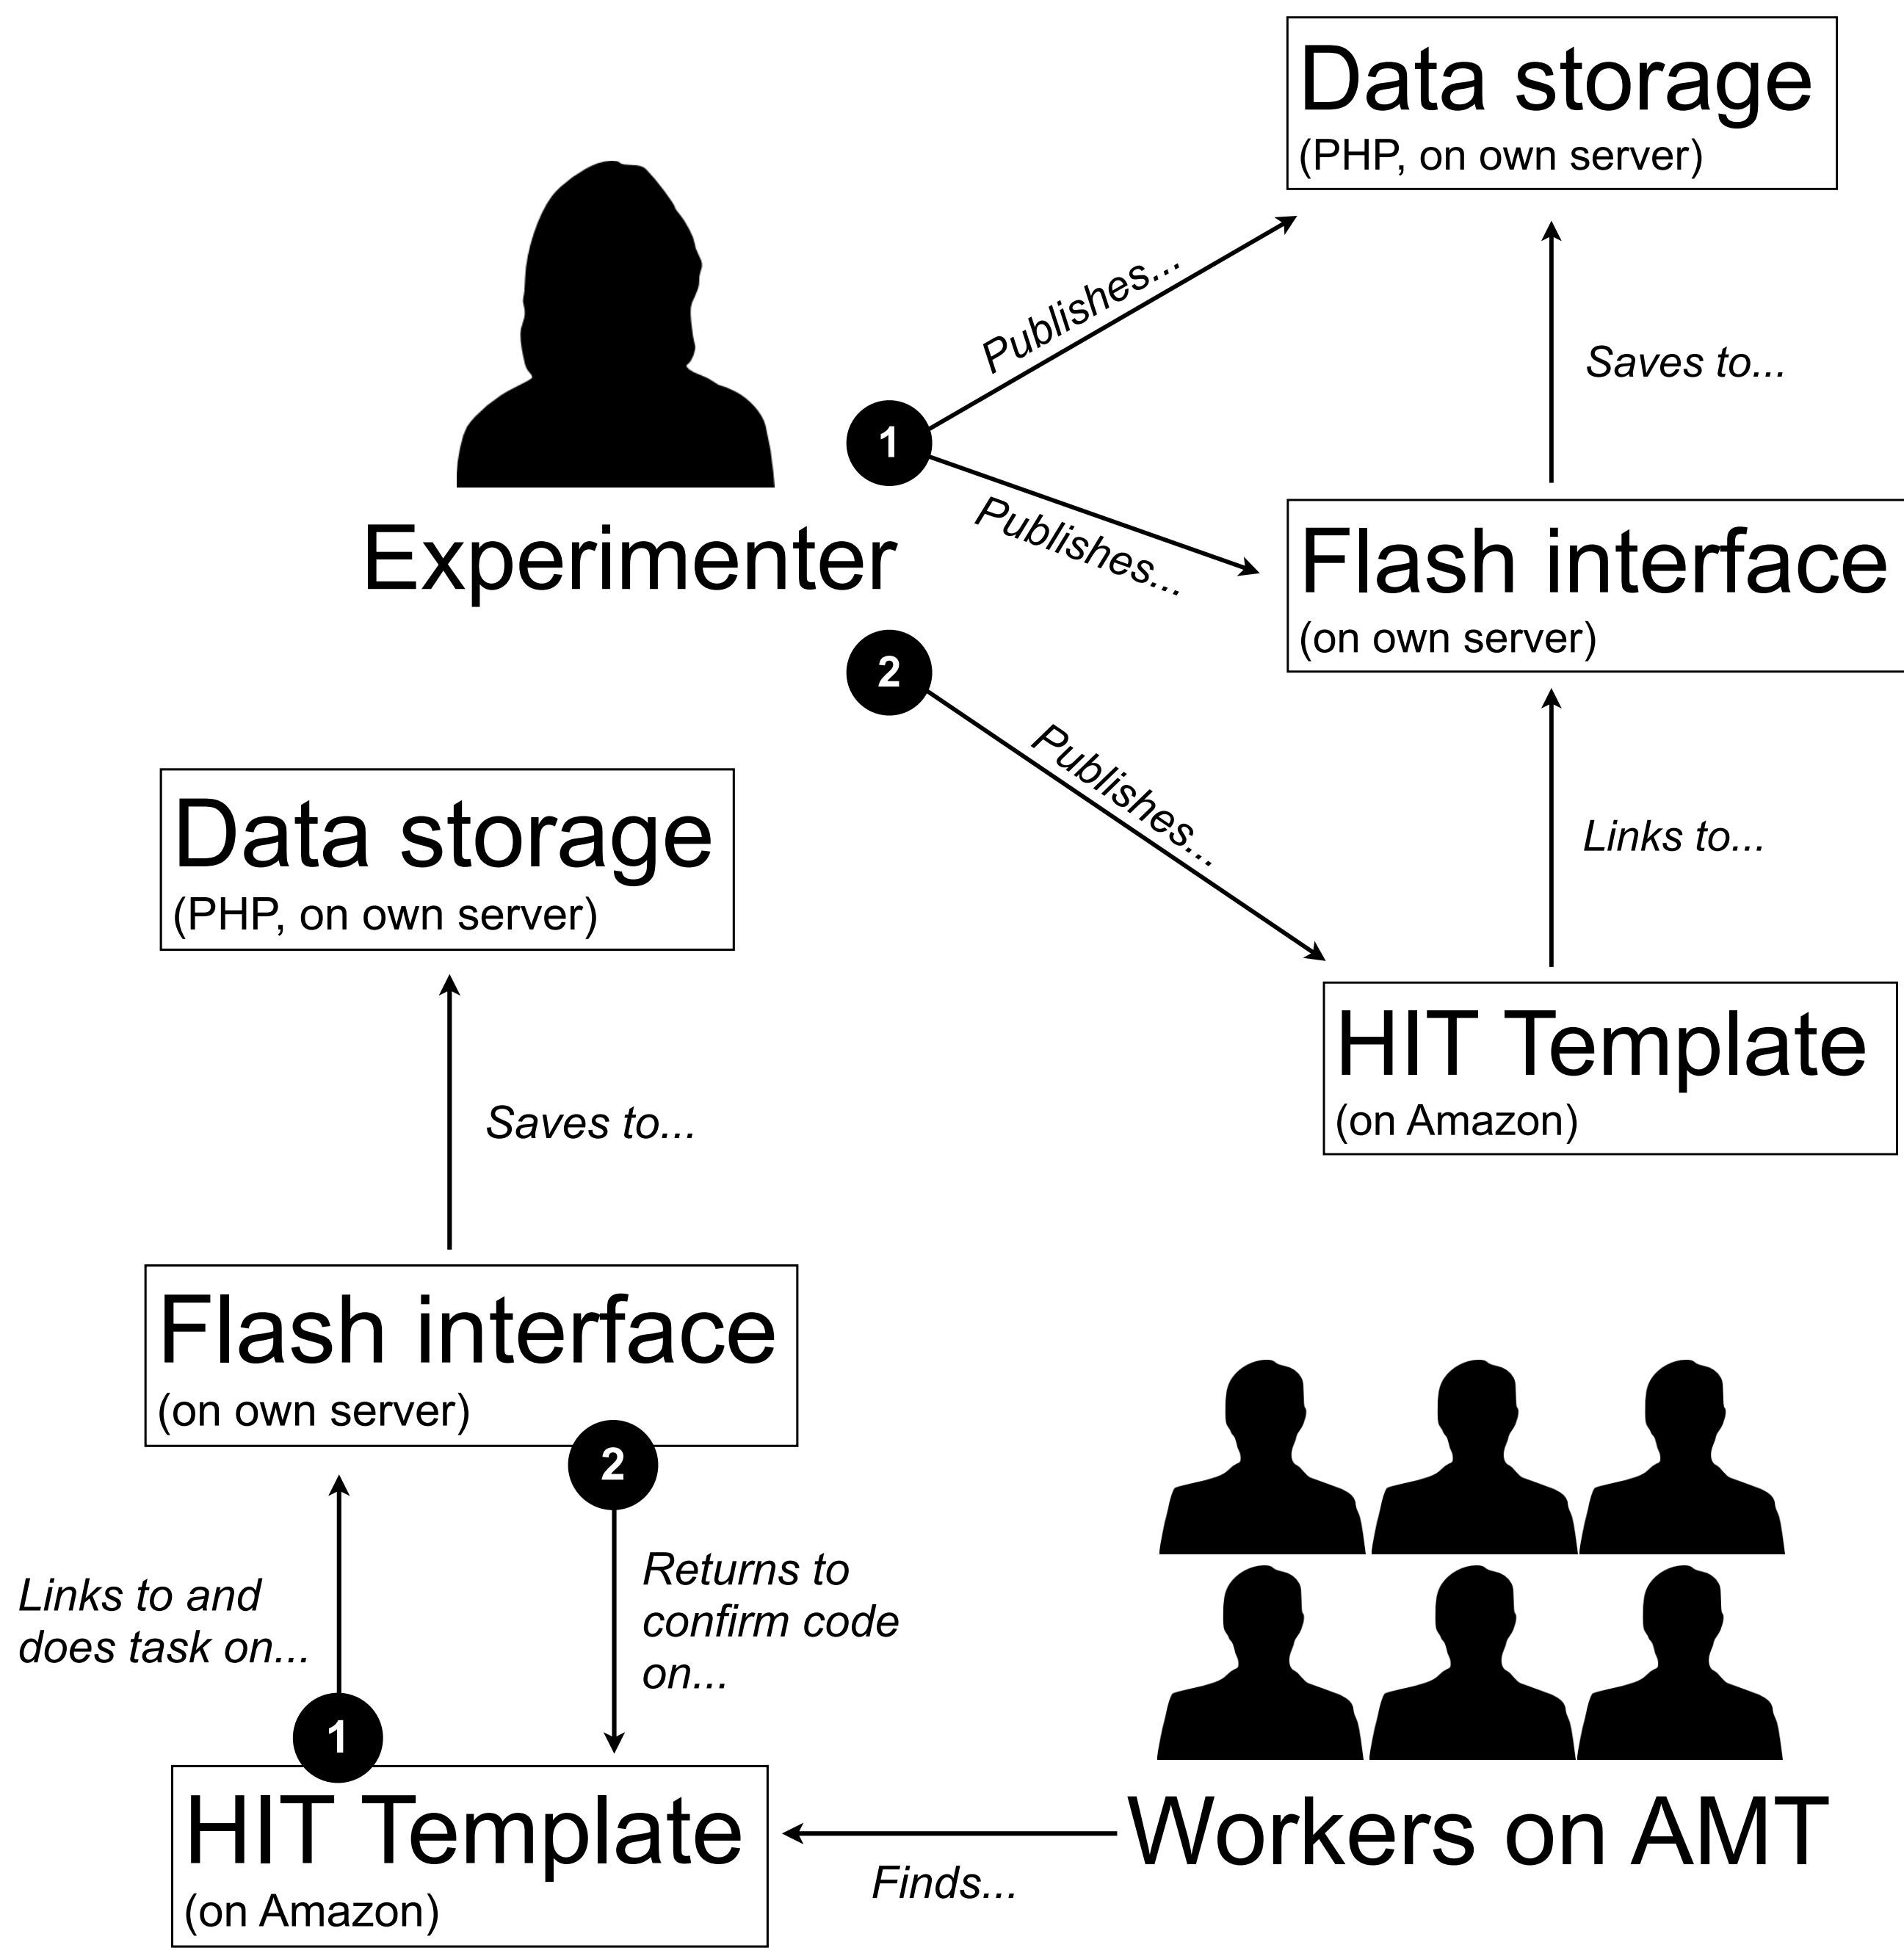 Data storage
(PHP, on own server)
Publishes...
Saves to...
1
Publishes...
Experimenter
Flash interface
(on own server)
2
Publishes...
Links to...
HIT Template
(on Amazon)
Data storage
(PHP, on own server)
Saves to...
Flash interface
(on own server)
2
Links to and
does task on...
Returns to
confirm code
on...
1
HIT Template
(on Amazon)
Finds...
Workers on AMT